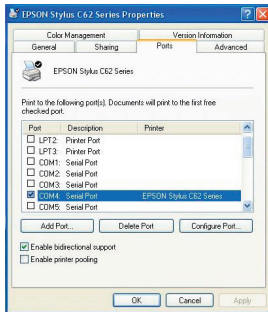 EPSON Stylus C62 Series Properties
Color Management Version Information
General Sharing Ports Advanced
EPSON Stylus C62 Series
Print to the following port(s). Documents will print to the first free
checked port.
Port Description Printer
LPT2: Printer Port
LPT3: Printer Port
COM1: Serial Port
COM2: Serial Port
COM3: Serial Port
COM4: Serial Port EPSON Stylus C62 Series
COM5: Serial Port
Add Port... Delete Port Configure Port...
Enable bidirectional support
Enable printer pooling
OK Cancel Apply